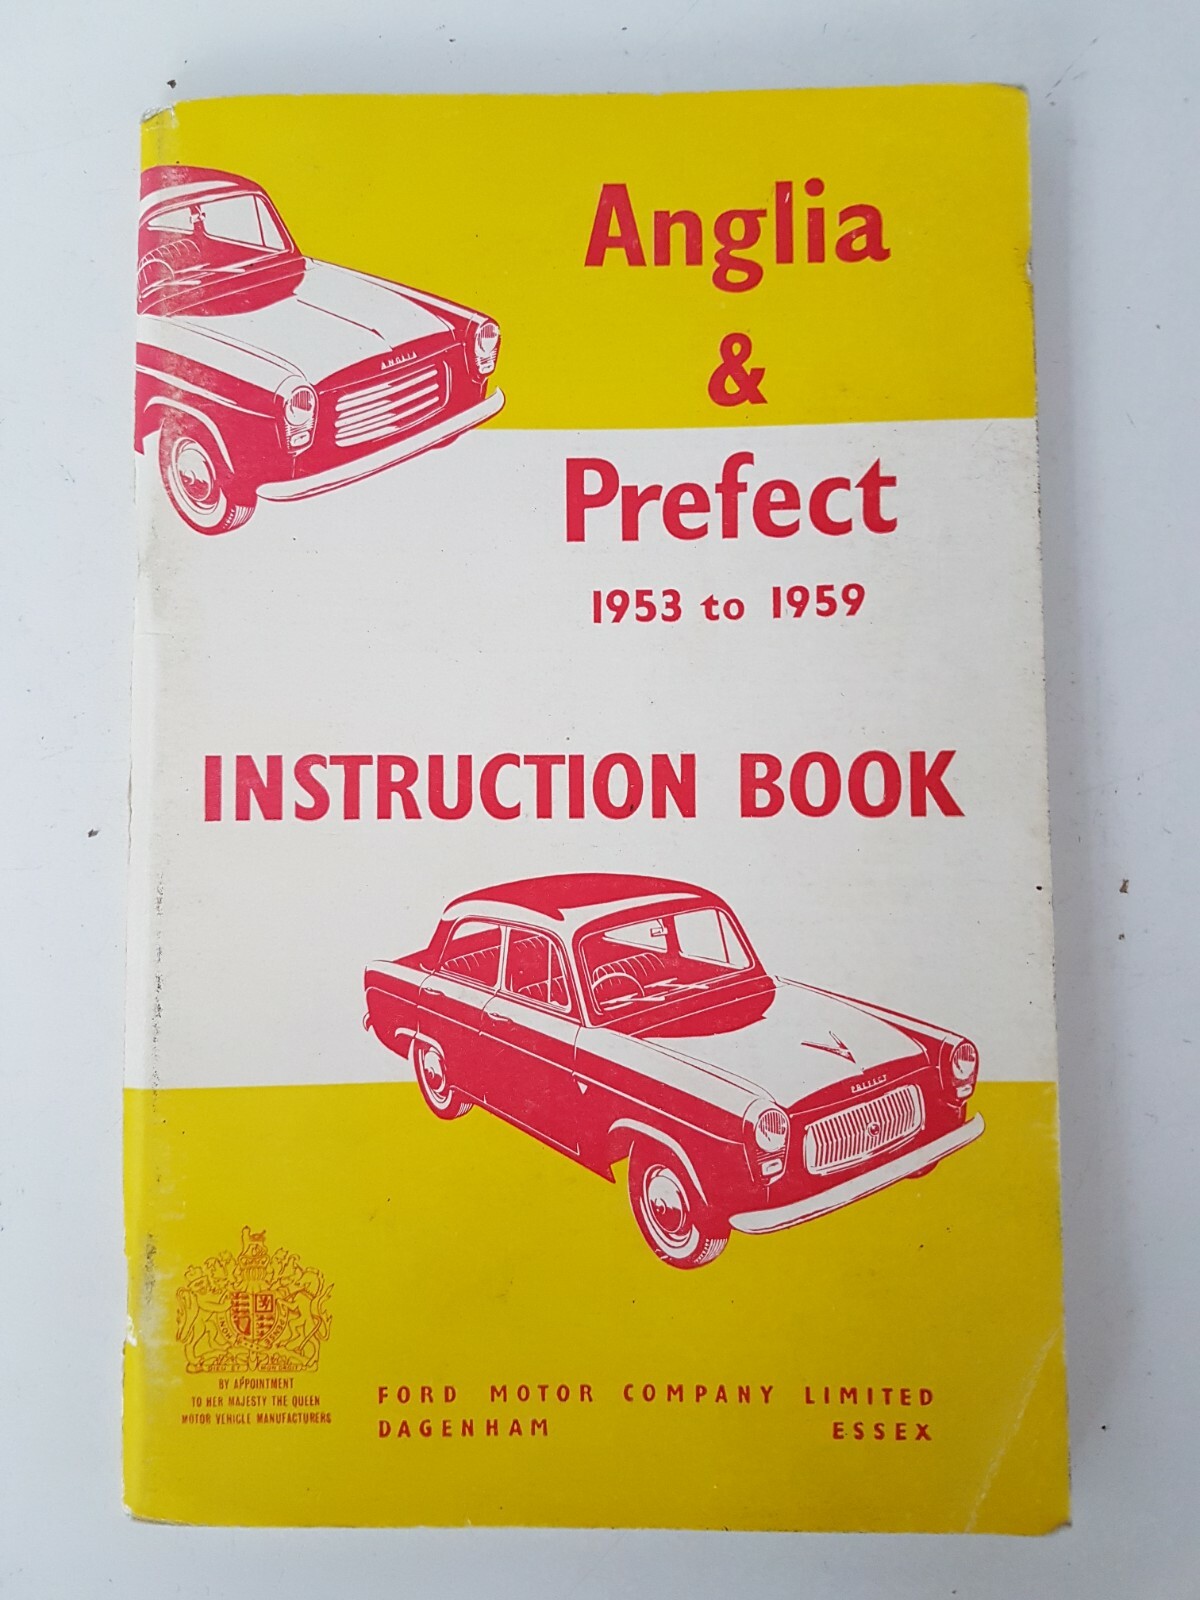 Anglia
&
Prefect
1953 to 1959
INSTRUCTION BOOK
ANGLIA
PREFECT
BY APPOINTMENT
TO HER MAJESTY THE QUEEN
MOTOR VEHICLE MANUFACTURERS
FORD MOTOR COMPANY LIMITED
DAGENHAM ESSEX